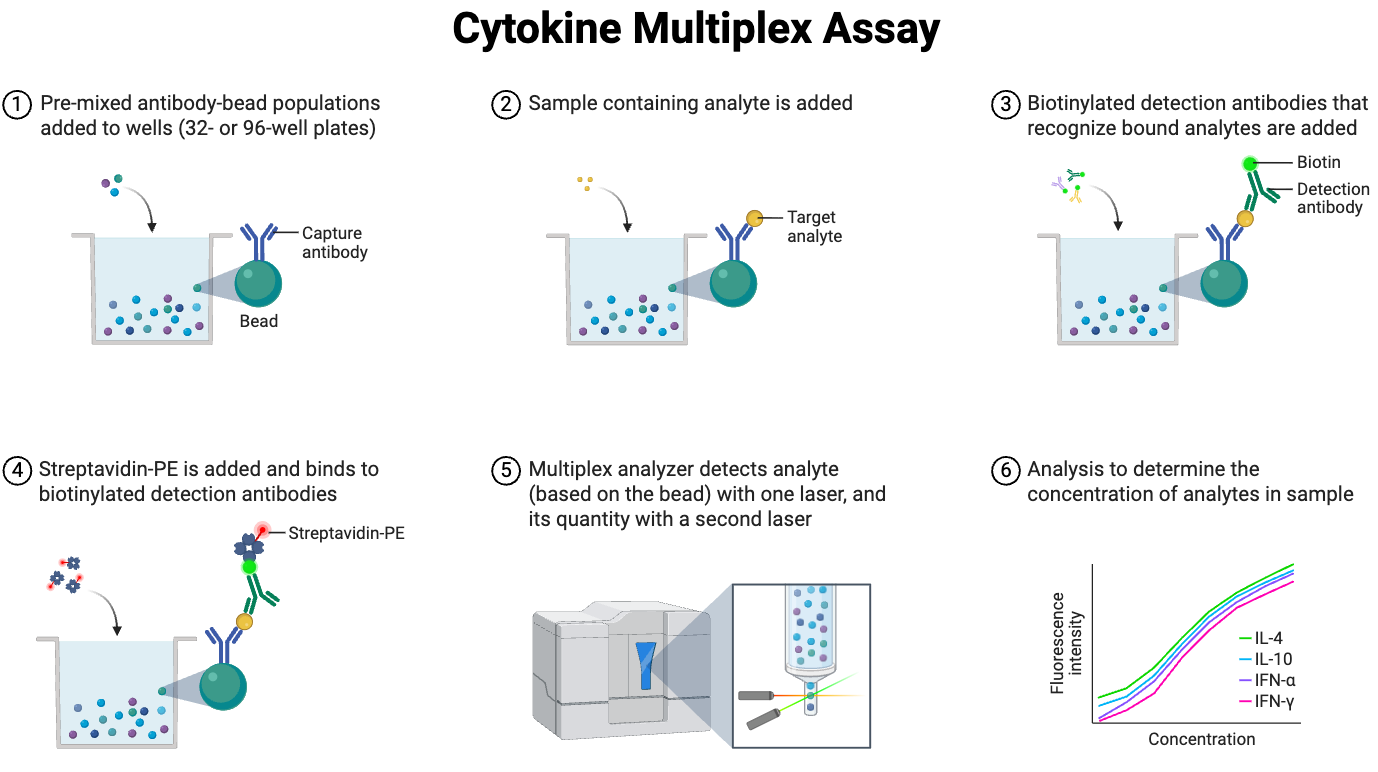 Cytokine Multiplex Assay
1 Pre-mixed antibody-bead populations
added to wells (32- or 96-well plates)
Capture
antibody
Bead
2 Sample containing analyte is added
Target
analyte
3 Biotinylated detection antibodies that
recognize bound analytes are added
Biotin
Detection
antibody
4 Streptavidin-PE is added and binds to
biotinylated detection antibodies
Streptavidin-PE
5 Multiplex analyzer detects analyte
(based on the bead) with one laser, and
its quantity with a second laser
6 Analysis to determine the
concentration of analytes in sample
Fluorescence
intensity
IL-4
IL-10
IFN-α
IFN-γ
Concentration